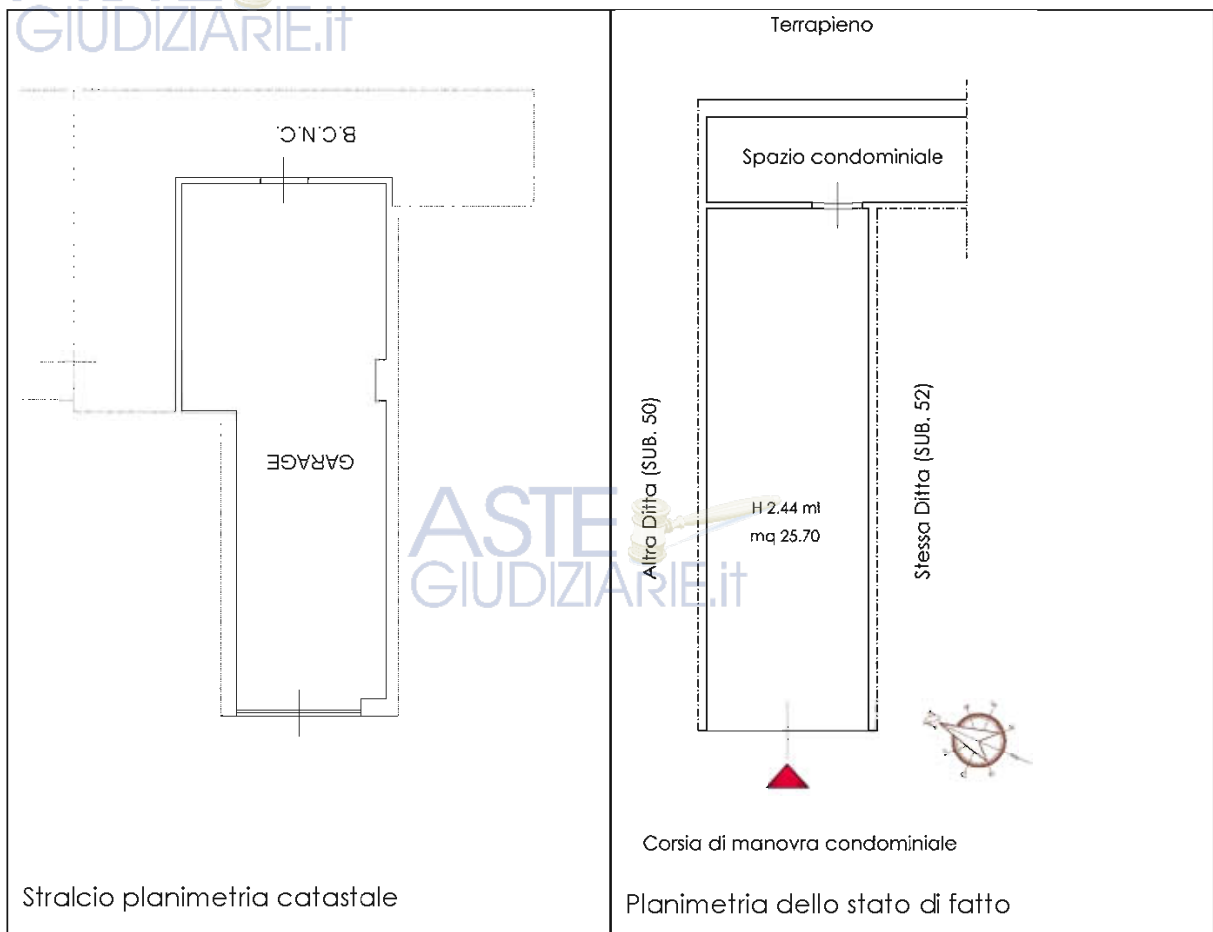 GIUDIZIARIE.it
B.C.N.C.
GARAGE
Stralcio planimetria catastale
Terrapieno
Spazio condominiale
Altra Ditta (SUB. 50)
H 2.44 ml
mq 25.70
Stessa Ditta (SUB. 52)
ASTE
GIUDIZIARIE.it
Corsia di manovra condominiale
Planimetria dello stato di fatto